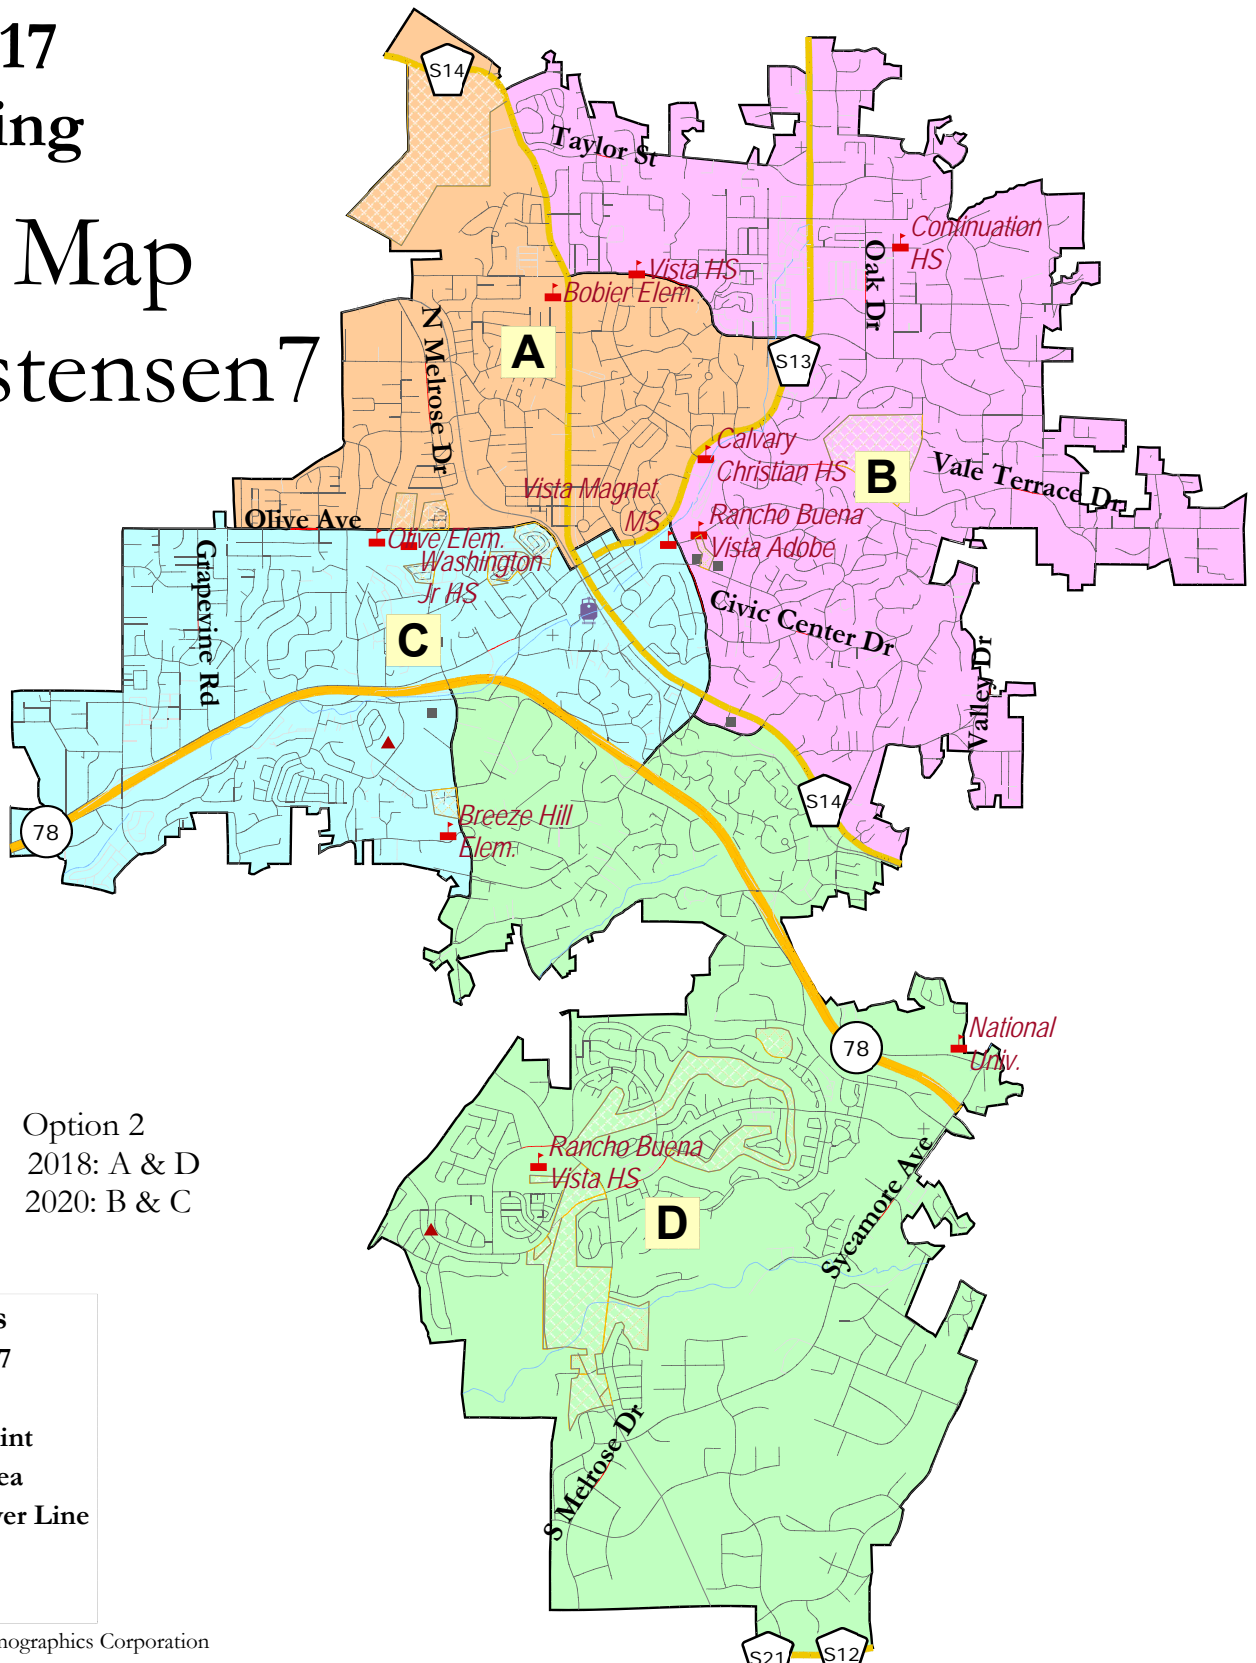 17
ing
Map
stensen7
S14
Taylor St
Continuation
HS
Oak Dr
Vista HS
Bobier Elem.
N Melrose Dr
A
S13
Calvary
Christian HS
B
Vale Terrace Dr
Vista Magnet
MS
Rancho Buena
Vista Adobe
Olive Ave
Olive Elem.
Washington
Jr HS
Grapevine Rd
C
Civic Center Dr
Valley Dr
S14
78
Breeze Hill
Elem.
National
Univ.
78
Option 2
2018: A & D
2020: B & C
Rancho Buena
Vista HS
D
Sycamore Ave
S Melrose Dr
s
7
int
ea
ver Line
nographics Corporation
S21
S12